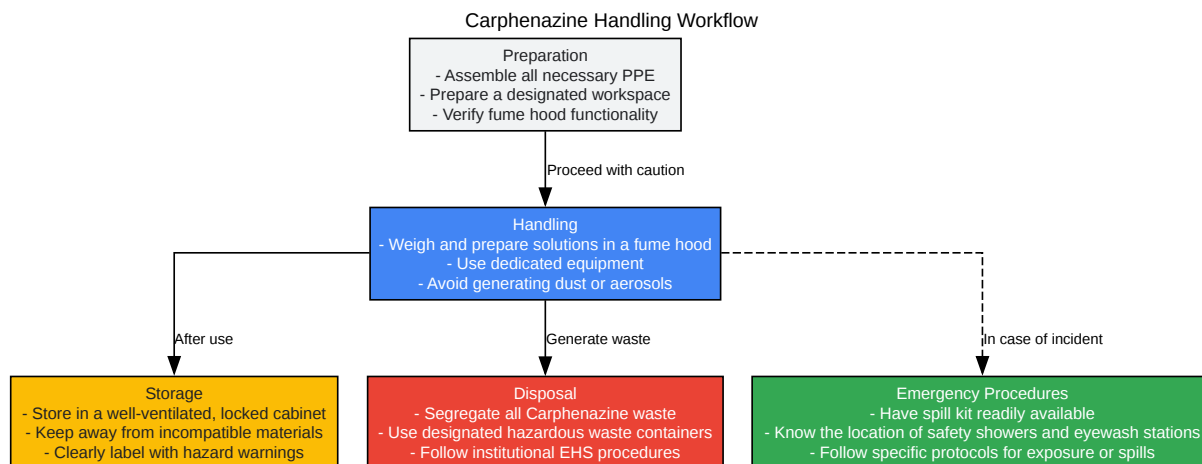 Carphenazine Handling Workflow
Preparation
- Assemble all necessary PPE
- Prepare a designated workspace
- Verify fume hood functionality
Proceed with caution
Handling
- Weigh and prepare solutions in a fume hood
- Use dedicated equipment
- Avoid generating dust or aerosols
After use
Generate waste
In case of incident
Storage
- Store in a well-ventilated, locked cabinet
- Keep away from incompatible materials
- Clearly label with hazard warnings
Disposal
- Segregate all Carphenazine waste
- Use designated hazardous waste containers
- Follow institutional EHS procedures
Emergency Procedures
- Have spill kit readily available
- Know the location of safety showers and eyewash stations
- Follow specific protocols for exposure or spills